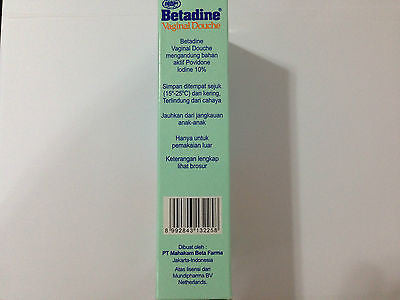 Betadine®
Vaginal Douche
Betadine
Vaginal Douche
mengandung bahan
aktif Povidone
Iodine 10%
Simpan ditempat sejuk
(15°-25°C) dan kering,
Terlindung dari cahaya
Jauhkan dari jangkauan
anak-anak
Hanya untuk
pemakaian luar
Keterangan lengkap
lihat brosur
8 992843 132258
Dibuat oleh :
PT Mahakam Beta Farma
Jakarta-Indonesia
Atas lisensi dari
Mundipharma BV
Netherlands.